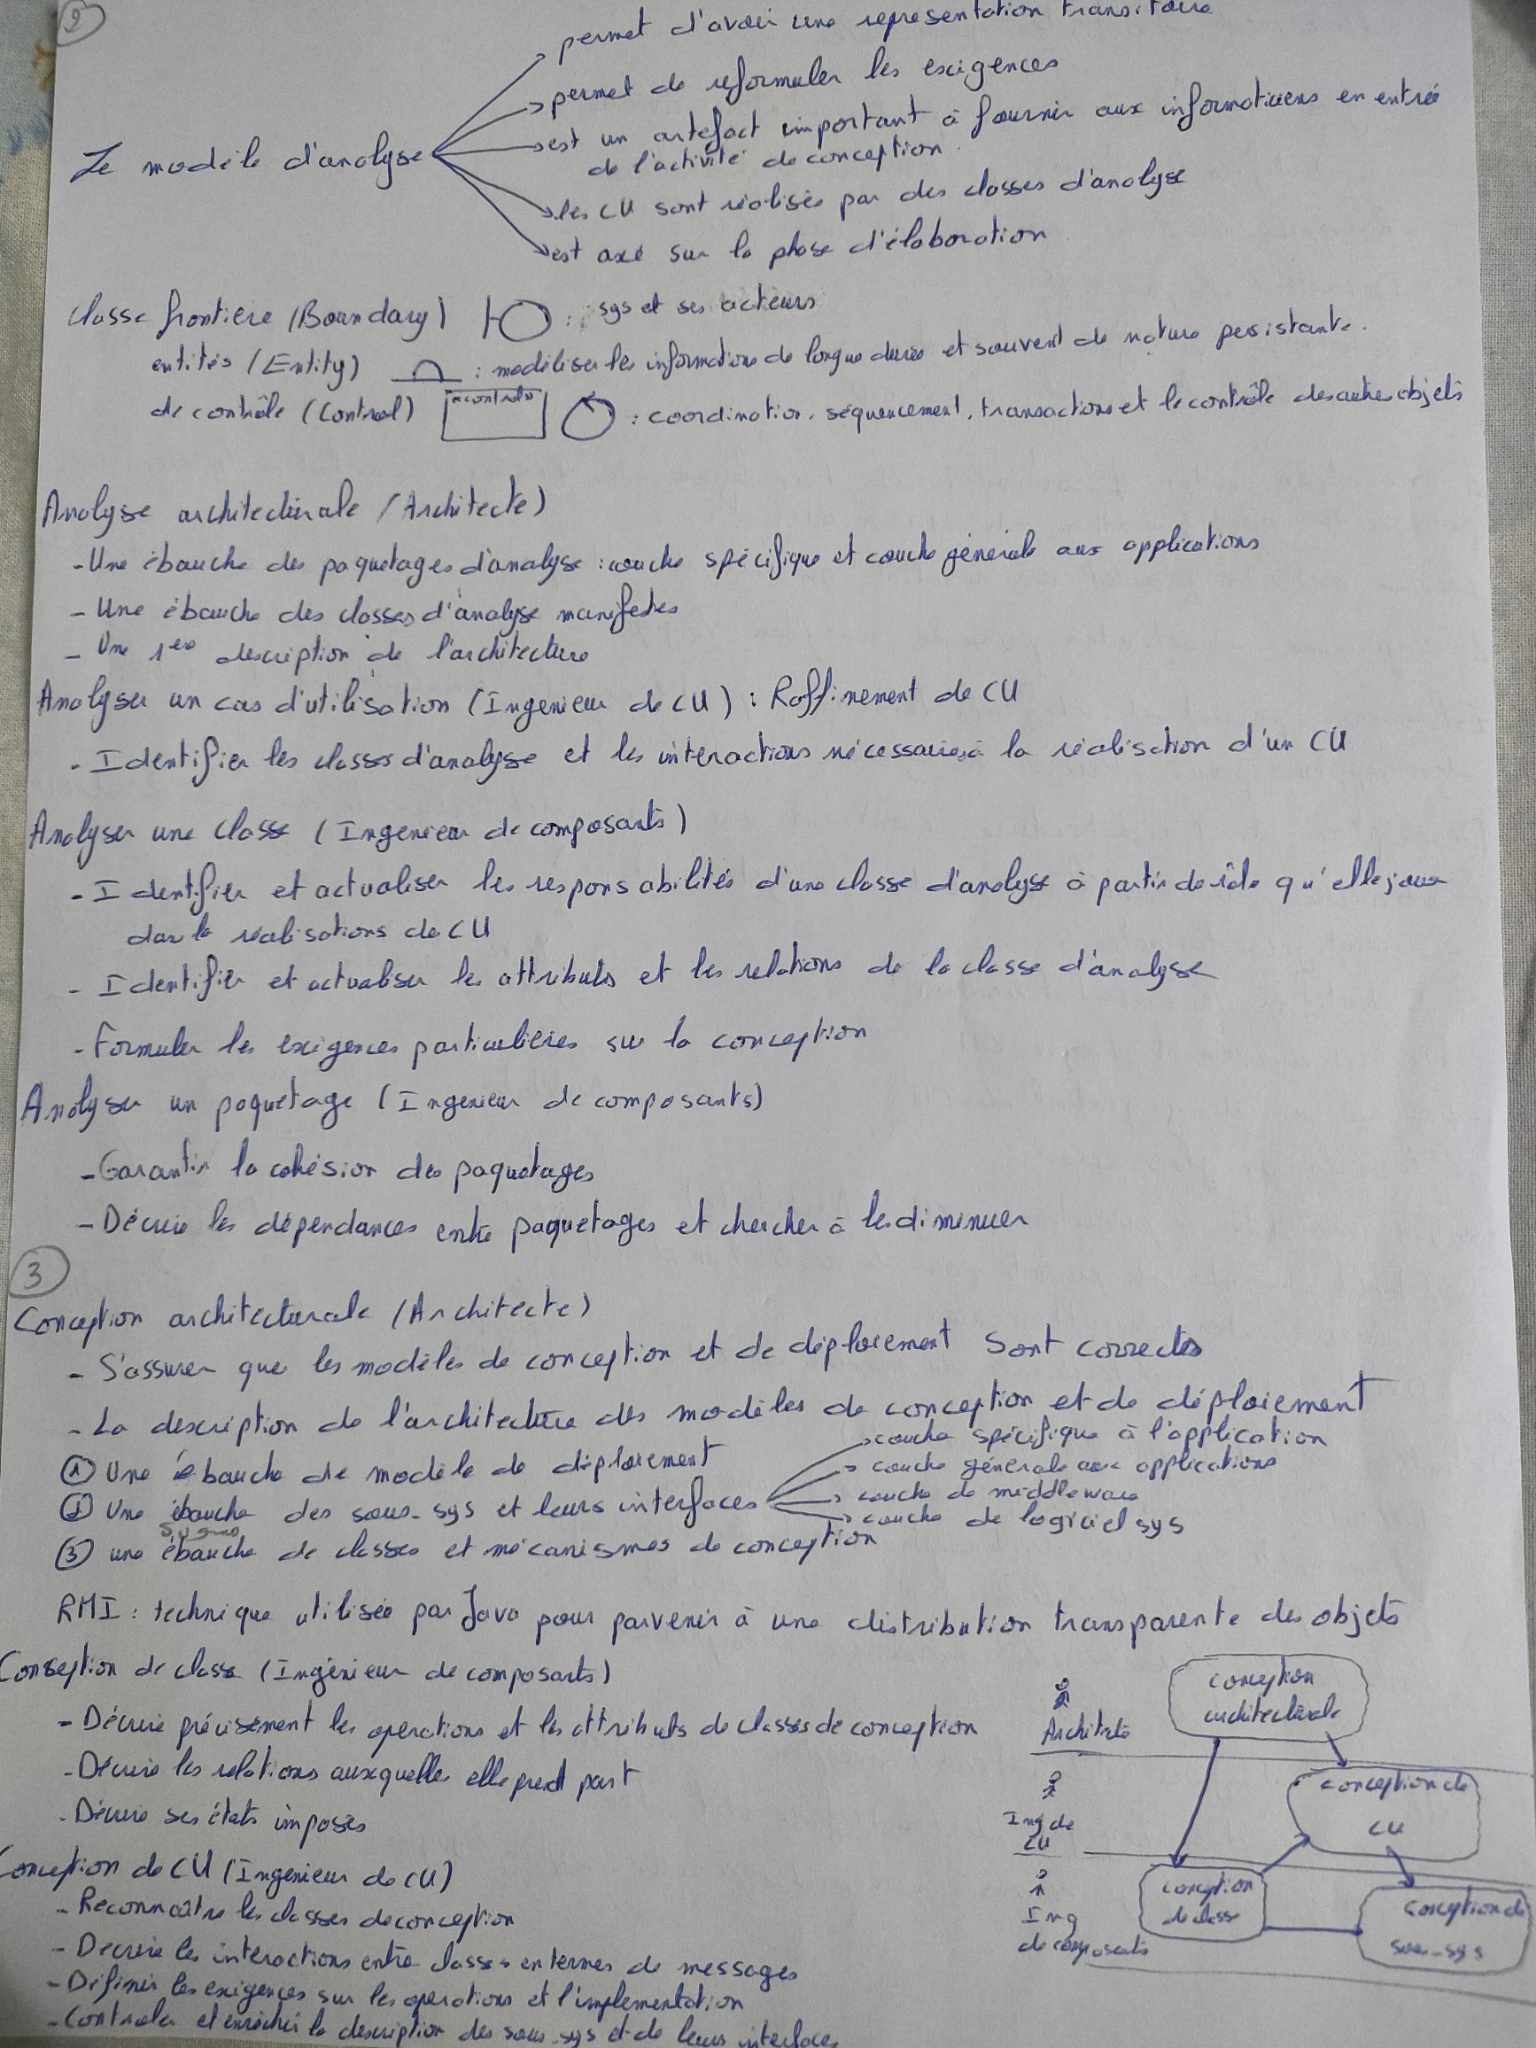 2
permet d'avoir une representation transitoire
permet de reformuler les exigences
est un artefact important à fournir aux informaticiens en entrée
de l'activité de conception.
Le modèle d'analyse
les CU sont réalisés par des classes d'analyse
est axé sur la phase d'élaboration
classe frontière (Boundary) : sys et ses acteurs
entités (Entity) : modéliser les informations de longue durée et souvent de nature persistante.
de contrôle (Control) « control » : coordination, séquencement, transactions et le contrôle des autres objets
Analyse architecturale (Architecte)
- Une ébauche des paquetages d'analyse : couche spécifique et couche générale aux applications
- Une ébauche des classes d'analyse manifestes
- Une 1ère description de l'architecture
Analyser un cas d'utilisation (Ingenieur de CU) : Raffinement de CU
- Identifier les classes d'analyse et les interactions nécessaires à la réalisation d'un CU
Analyser une classe (Ingenieur de composants)
- Identifier et actualiser les responsabilités d'une classe d'analyse à partir de rôle qu'elle joue
dans la réalisations de CU
- Identifier et actualiser les attributs et les relations de la classe d'analyse
- Formuler les exigences particulières sur la conception
Analyser un paquetage (Ingenieur de composants)
- Garantir la cohésion des paquetages
- Décrire les dépendances entre paquetages et chercher à les diminuer
3
Conception architecturale (Architecte)
- S'assurer que les modèles de conception et de déploiement sont corrects
- La description de l'architecture des modèles de conception et de déploiement
① Une ébauche de modèle de déploiement
② Une ébauche des sous-sys et leurs interfaces
couche spécifique à l'application
couche générale aux applications
couche de middleware
couche de logiciel sys
③ une ébauche de classes et mécanismes de conception
RMI : technique utilisée par Java pour parvenir à une distribution transparente des objets
Conception de classe (Ingénieur de composants)
- Décrire précisément les operations et les attributs de classes de conception
- Décrire les relations auxquelles elle prend part
- Décrire ses états imposés
Conception de CU (Ingenieur de CU)
- Reconnaître les classes de conception
- Decrire les interactions entre classes en termes de messages
- Définir les exigences sur les operations et l'implementation
- Controler et enrichir la description des sous-sys et de leurs interfaces
Architecte
conception
architecturale
Ing de
CU
conception de
CU
Ing
de composants
conception
de classe
conception de
sous-sys